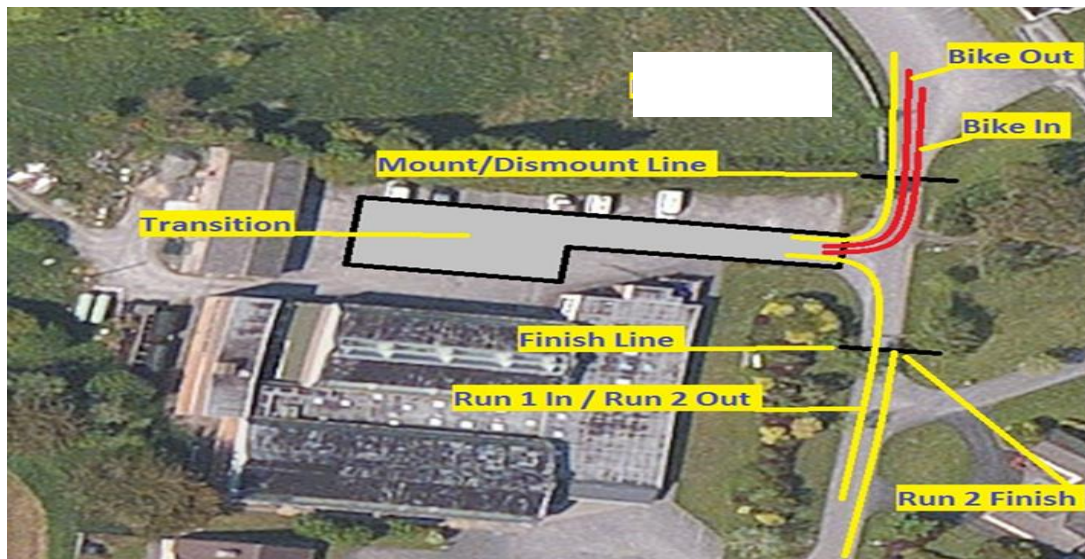 Bike Out
Bike In
Mount/Dismount Line
Transition
Finish Line
Run 1 In / Run 2 Out
Run 2 Finish